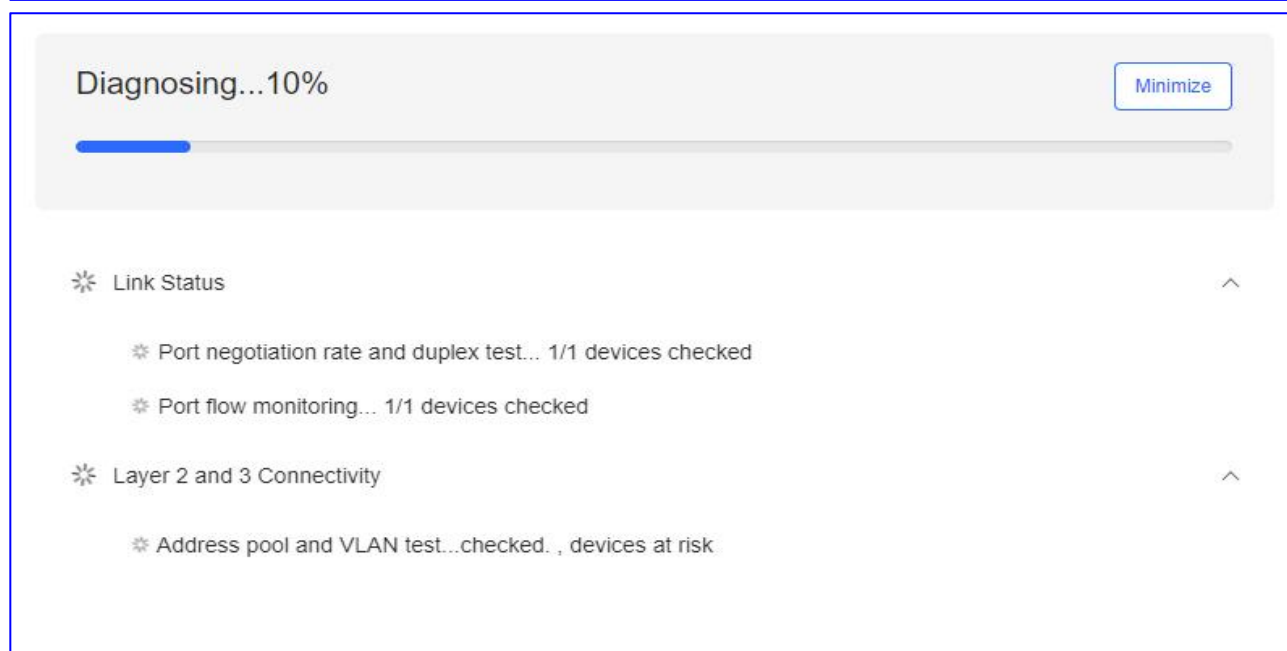 Diagnosing...10%
Minimize
Link Status
Port negotiation rate and duplex test... 1/1 devices checked
Port flow monitoring... 1/1 devices checked
Layer 2 and 3 Connectivity
Address pool and VLAN test...checked. , devices at risk